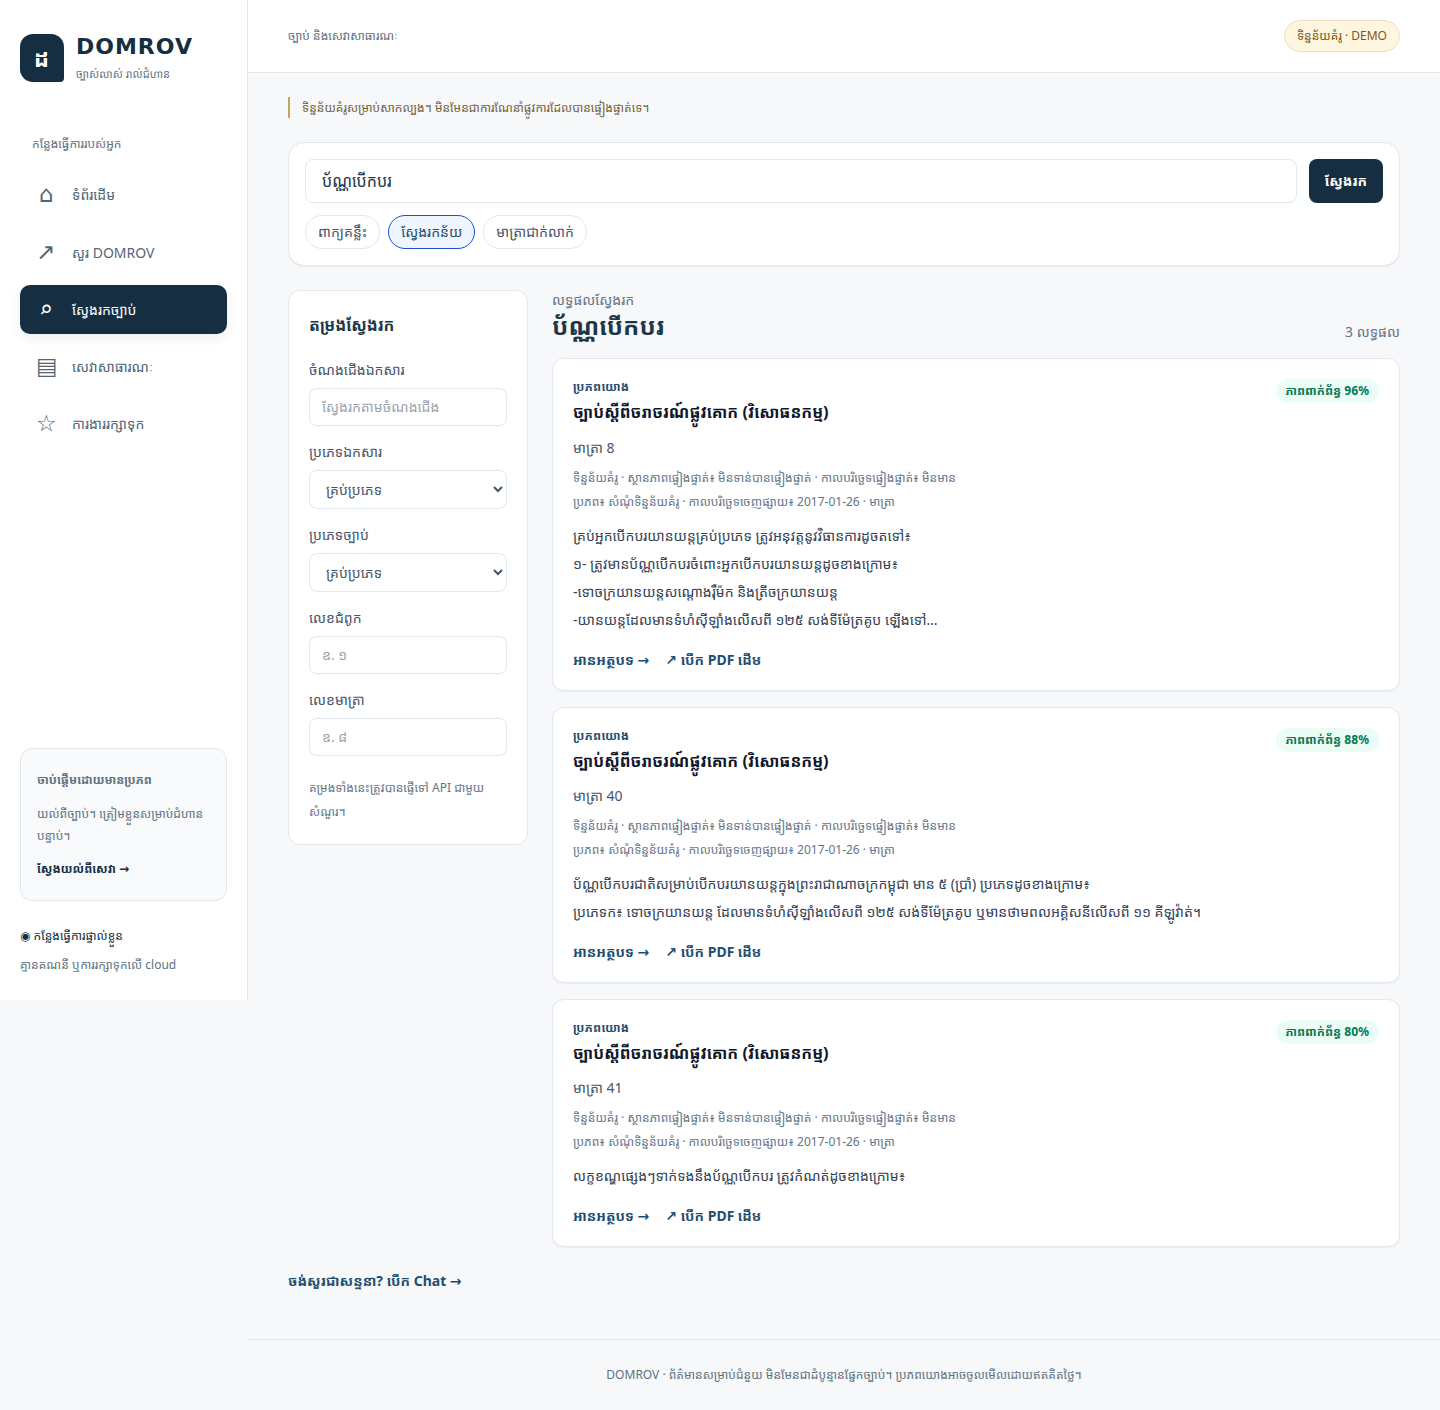 ដ
DOMROV
ច្បាស់លាស់ រាល់ជំហាន
កន្លែងធ្វើការរបស់អ្នក
ទំព័រដើម
សួរ DOMROV
ស្វែងរកច្បាប់
សេវាសាធារណៈ
ការងាររក្សាទុក
ចាប់ផ្ដើមដោយមានប្រភព
យល់ពីច្បាប់។ ត្រៀមខ្លួនសម្រាប់ជំហាន
បន្ទាប់។
ស្វែងយល់ពីសេវា →
◉ កន្លែងធ្វើការផ្ទាល់ខ្លួន
គ្មានគណនី ឬការរក្សាទុកលើ cloud
ច្បាប់ និងសេវាសាធារណៈ
ទិន្នន័យគំរូ · DEMO
ទិន្នន័យគំរូសម្រាប់សាកល្បង។ មិនមែនជាការណែនាំផ្លូវការដែលបានផ្ទៀងផ្ទាត់ទេ។
ប័ណ្ណបើកបរ
ស្វែងរក
ពាក្យគន្លឹះ
ស្វែងរកន័យ
មាត្រាជាក់លាក់
តម្រងស្វែងរក
ចំណងជើងឯកសារ
ស្វែងរកតាមចំណងជើង
ប្រភេទឯកសារ
គ្រប់ប្រភេទ
ប្រភេទច្បាប់
គ្រប់ប្រភេទ
លេខជំពូក
ឧ. ១
លេខមាត្រា
ឧ. ៨
តម្រងទាំងនេះត្រូវបានផ្ញើទៅ API ជាមួយ
សំណួរ។
លទ្ធផលស្វែងរក
ប័ណ្ណបើកបរ
3 លទ្ធផល
ប្រភពយោង
ភាពពាក់ព័ន្ធ 96%
ច្បាប់ស្ដីពីចរាចរណ៍ផ្លូវគោក (វិសោធនកម្ម)
មាត្រា 8
ទិន្នន័យគំរូ · ស្ថានភាពផ្ទៀងផ្ទាត់៖ មិនទាន់បានផ្ទៀងផ្ទាត់ · កាលបរិច្ឆេទផ្ទៀងផ្ទាត់៖ មិនមាន
ប្រភព៖ សំណុំទិន្នន័យគំរូ · កាលបរិច្ឆេទចេញផ្សាយ៖ 2017-01-26 · មាត្រា
គ្រប់អ្នកបើកបរយានយន្តគ្រប់ប្រភេទ ត្រូវអនុវត្តនូវវិធានការដូចតទៅ៖
១- ត្រូវមានប័ណ្ណបើកបរចំពោះអ្នកបើកបរយានយន្តដូចខាងក្រោម៖
-ទោចក្រយានយន្តសណ្ដោងរ៉ឺម៉ក និងត្រីចក្រយានយន្ត
-យានយន្តដែលមានទំហំស៊ីឡាំងលើសពី ១២៥ សង់ទីម៉ែត្រគូប ឡើងទៅ…
អានអត្ថបទ → ↗ បើក PDF ដើម
ប្រភពយោង
ភាពពាក់ព័ន្ធ 88%
ច្បាប់ស្ដីពីចរាចរណ៍ផ្លូវគោក (វិសោធនកម្ម)
មាត្រា 40
ទិន្នន័យគំរូ · ស្ថានភាពផ្ទៀងផ្ទាត់៖ មិនទាន់បានផ្ទៀងផ្ទាត់ · កាលបរិច្ឆេទផ្ទៀងផ្ទាត់៖ មិនមាន
ប្រភព៖ សំណុំទិន្នន័យគំរូ · កាលបរិច្ឆេទចេញផ្សាយ៖ 2017-01-26 · មាត្រា
ប័ណ្ណបើកបរជាតិសម្រាប់បើកបរយានយន្តក្នុងព្រះរាជាណាចក្រកម្ពុជា មាន ៥ (ប្រាំ) ប្រភេទដូចខាងក្រោម៖
ប្រភេទក៖ ទោចក្រយានយន្ត ដែលមានទំហំស៊ីឡាំងលើសពី ១២៥ សង់ទីម៉ែត្រគូប ឬមានថាមពលអគ្គិសនីលើសពី ១១ គីឡូវ៉ាត់។
អានអត្ថបទ → ↗ បើក PDF ដើម
ប្រភពយោង
ភាពពាក់ព័ន្ធ 80%
ច្បាប់ស្ដីពីចរាចរណ៍ផ្លូវគោក (វិសោធនកម្ម)
មាត្រា 41
ទិន្នន័យគំរូ · ស្ថានភាពផ្ទៀងផ្ទាត់៖ មិនទាន់បានផ្ទៀងផ្ទាត់ · កាលបរិច្ឆេទផ្ទៀងផ្ទាត់៖ មិនមាន
ប្រភព៖ សំណុំទិន្នន័យគំរូ · កាលបរិច្ឆេទចេញផ្សាយ៖ 2017-01-26 · មាត្រា
លក្ខខណ្ឌផ្សេងៗទាក់ទងនឹងប័ណ្ណបើកបរ ត្រូវកំណត់ដូចខាងក្រោម៖
អានអត្ថបទ → ↗ បើក PDF ដើម
ចង់សួរជាសន្ទនា? បើក Chat →
DOMROV · ព័ត៌មានសម្រាប់ជំនួយ មិនមែនជាដំបូន្មានផ្នែកច្បាប់។ ប្រភពយោងអាចចូលមើលដោយឥតគិតថ្លៃ។